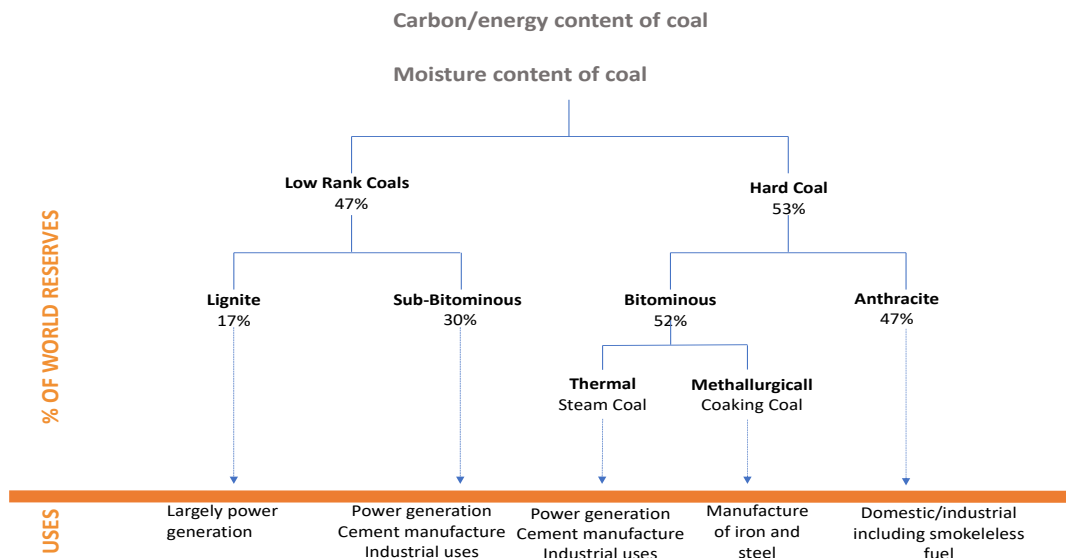 Carbon/energy content of coal
Moisture content of coal
Low Rank Coals
47%
Hard Coal
53%
% OF WORLD RESERVES
Lignite
17%
Sub-Bitominous
30%
Bitominous
52%
Anthracite
47%
Thermal
Steam Coal
Methallurgicall
Coaking Coal
USES
Largely power
generation
Power generation
Cement manufacture
Industrial uses
Power generation
Cement manufacture
Industrial uses
Manufacture
of iron and
steel
Domestic/industrial
including smokeleless
fuel